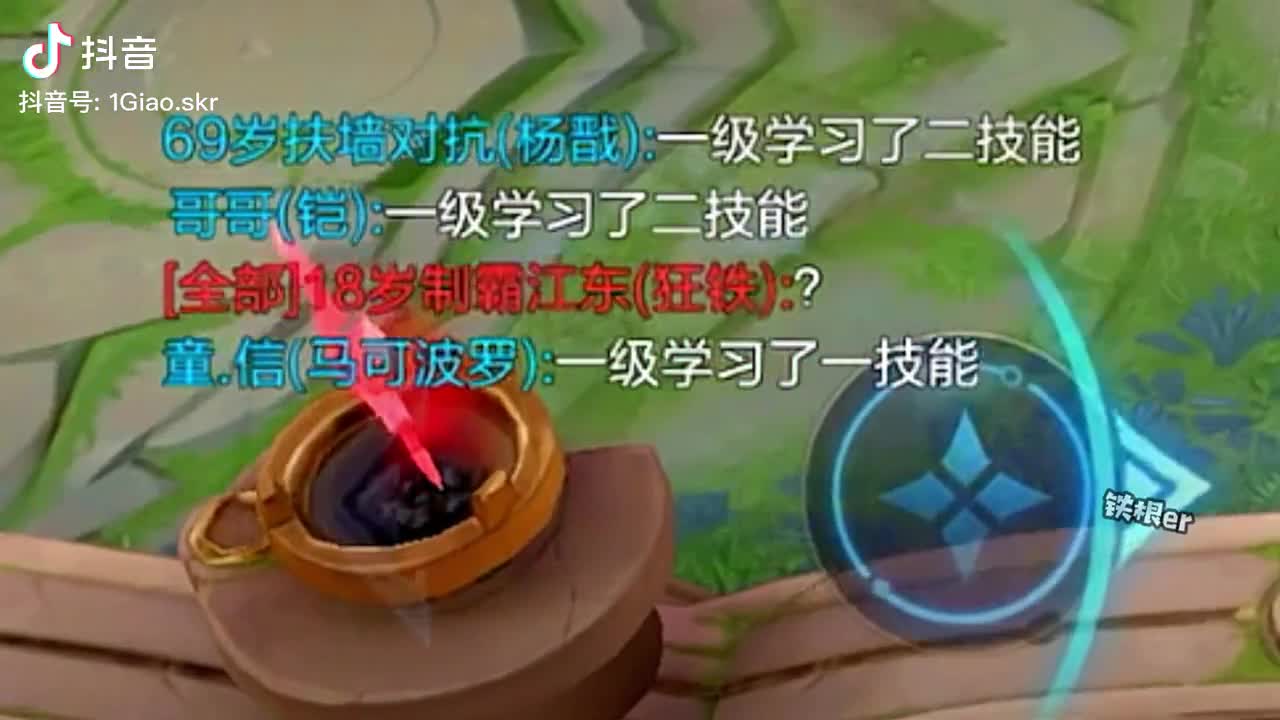 抖音
抖音号: 1Giao.skr
69岁扶墙对抗(杨戬):一级学习了二技能
哥哥(铠):一级学习了二技能
[全部]18岁制霸江东(狂铁):?
童.信(马可波罗):一级学习了一技能
铁根er